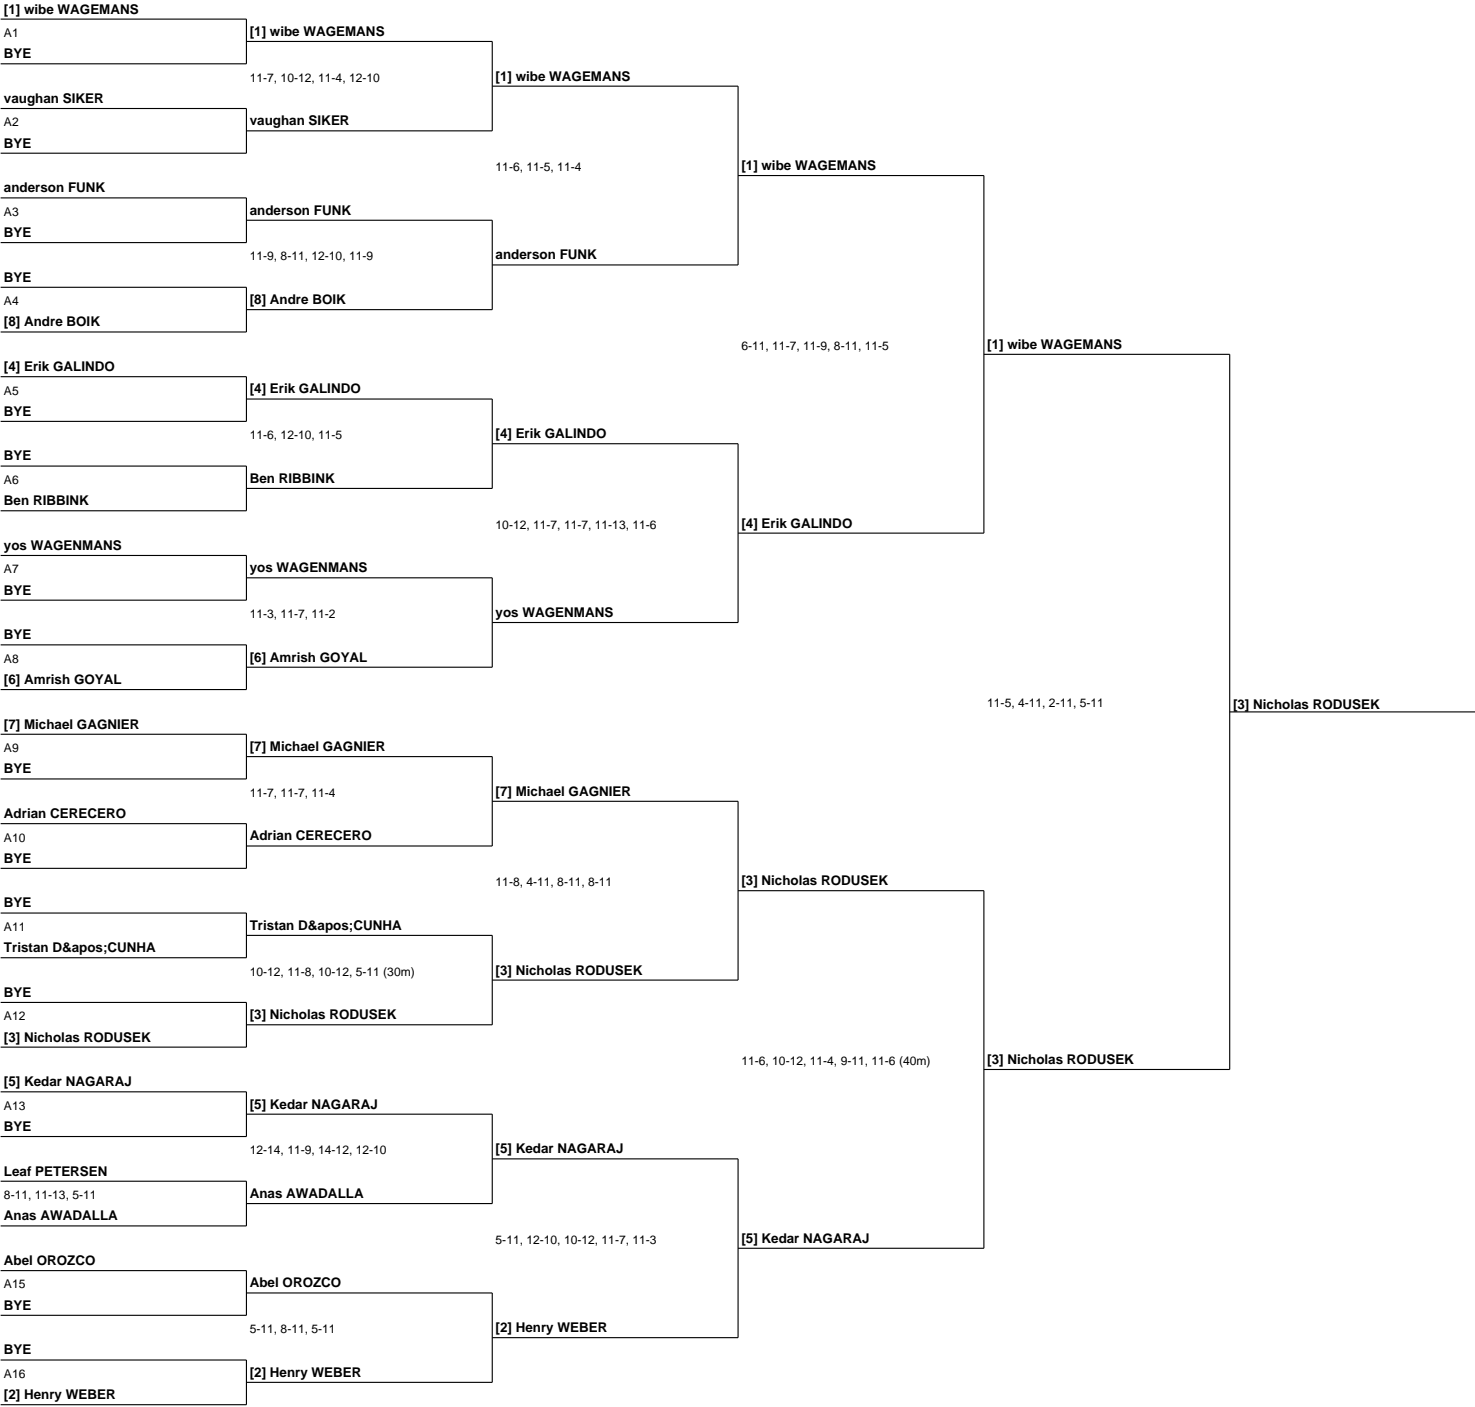 [1] wibe WAGEMANS
A1
BYE
vaughan SIKER
A2
BYE
anderson FUNK
A3
BYE
BYE
A4
[8] Andre BOIK
[4] Erik GALINDO
A5
BYE
BYE
A6
Ben RIBBINK
yos WAGENMANS
A7
BYE
BYE
A8
[6] Amrish GOYAL
[7] Michael GAGNIER
A9
BYE
Adrian CERECERO
A10
BYE
BYE
A11
Tristan D&apos;CUNHA
BYE
A12
[3] Nicholas RODUSEK
[5] Kedar NAGARAJ
A13
BYE
Leaf PETERSEN
8-11, 11-13, 5-11
Anas AWADALLA
Abel OROZCO
A15
BYE
BYE
A16
[2] Henry WEBER
[1] wibe WAGEMANS
11-7, 10-12, 11-4, 12-10
vaughan SIKER
anderson FUNK
11-9, 8-11, 12-10, 11-9
[8] Andre BOIK
[4] Erik GALINDO
11-6, 12-10, 11-5
Ben RIBBINK
yos WAGENMANS
11-3, 11-7, 11-2
[6] Amrish GOYAL
[7] Michael GAGNIER
11-7, 11-7, 11-4
Adrian CERECERO
Tristan D&apos;CUNHA
10-12, 11-8, 10-12, 5-11 (30m)
[3] Nicholas RODUSEK
[5] Kedar NAGARAJ
12-14, 11-9, 14-12, 12-10
Anas AWADALLA
Abel OROZCO
5-11, 8-11, 5-11
[2] Henry WEBER
[1] wibe WAGEMANS
11-6, 11-5, 11-4
anderson FUNK
[4] Erik GALINDO
10-12, 11-7, 11-7, 11-13, 11-6
yos WAGENMANS
[7] Michael GAGNIER
11-8, 4-11, 8-11, 8-11
[3] Nicholas RODUSEK
[5] Kedar NAGARAJ
5-11, 12-10, 10-12, 11-7, 11-3
[2] Henry WEBER
[1] wibe WAGEMANS
6-11, 11-7, 11-9, 8-11, 11-5
[4] Erik GALINDO
[3] Nicholas RODUSEK
11-6, 10-12, 11-4, 9-11, 11-6 (40m)
[5] Kedar NAGARAJ
[1] wibe WAGEMANS
11-5, 4-11, 2-11, 5-11
[3] Nicholas RODUSEK
[3] Nicholas RODUSEK